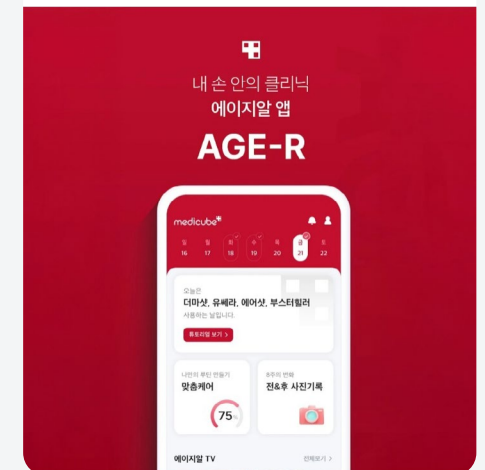 내 손 안의 클리닉
에이지알 앱
AGE-R
medicube
일 월 화 수 목 금 토
16 17 18 19 20 21 22
오늘은
더마샷, 유쎄라, 에어샷, 부스터힐러
사용하는 날입니다.
튜토리얼 보기 >
나만의 루틴 만들기
맞춤케어
75%
8주의 변화
전&후 사진기록
에이지알 TV
전체보기 >